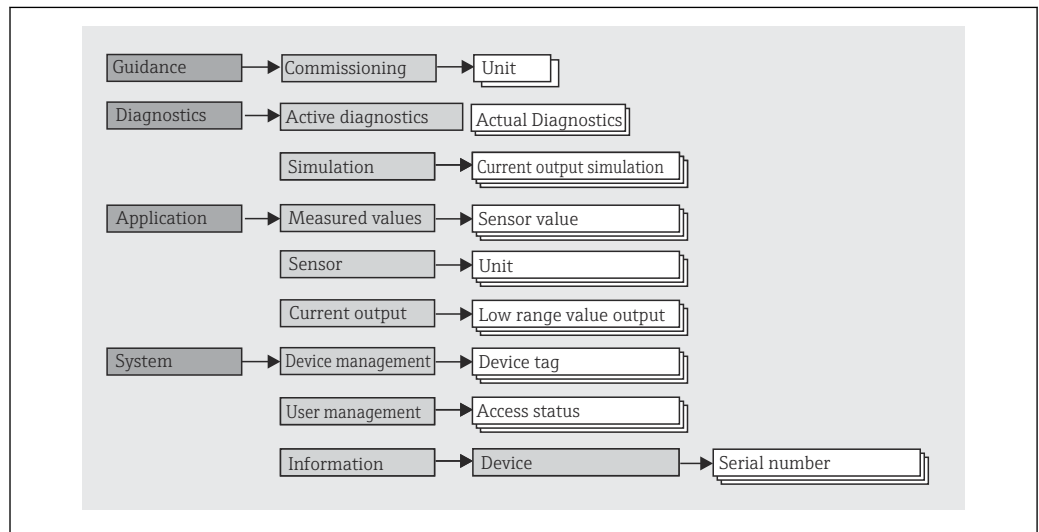 Guidance Commissioning Unit
Diagnostics Active diagnostics Actual Diagnostics
Simulation Current output simulation
Application Measured values Sensor value
Sensor Unit
Current output Low range value output
System Device management Device tag
User management Access status
Information Device Serial number